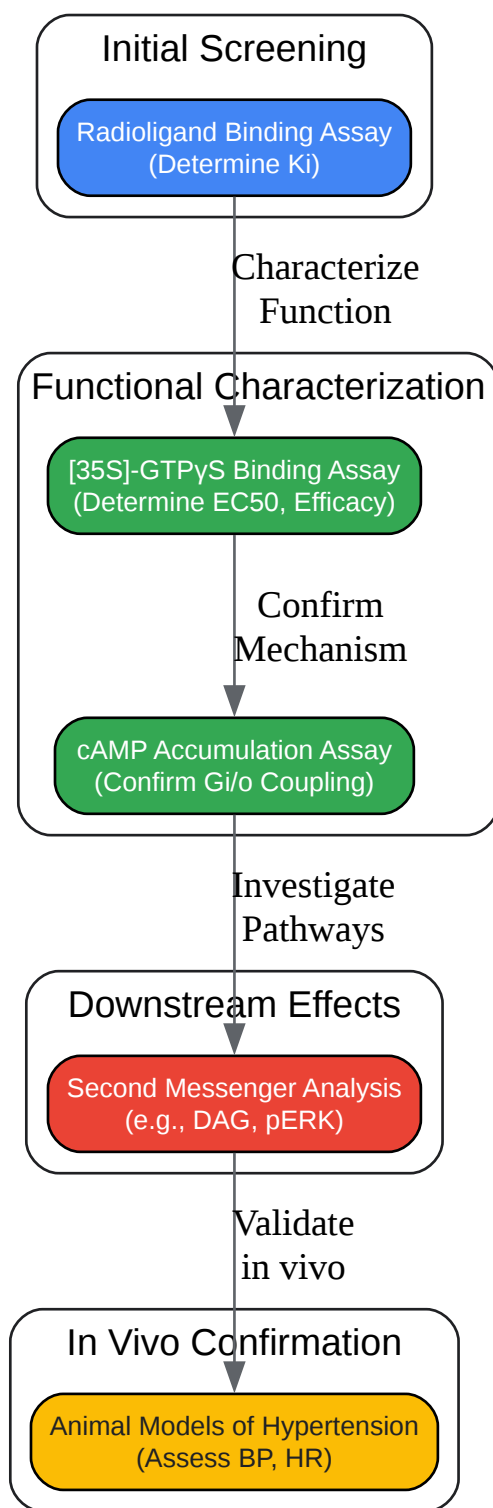 Initial Screening
Radioligand Binding Assay
(Determine Ki)
Characterize
Function
Functional Characterization
[35S]-GTPγS Binding Assay
(Determine EC50, Efficacy)
Confirm
Mechanism
cAMP Accumulation Assay
(Confirm Gi/o Coupling)
Investigate
Pathways
Downstream Effects
Second Messenger Analysis
(e.g., DAG, pERK)
Validate
in vivo
In Vivo Confirmation
Animal Models of Hypertension
(Assess BP, HR)